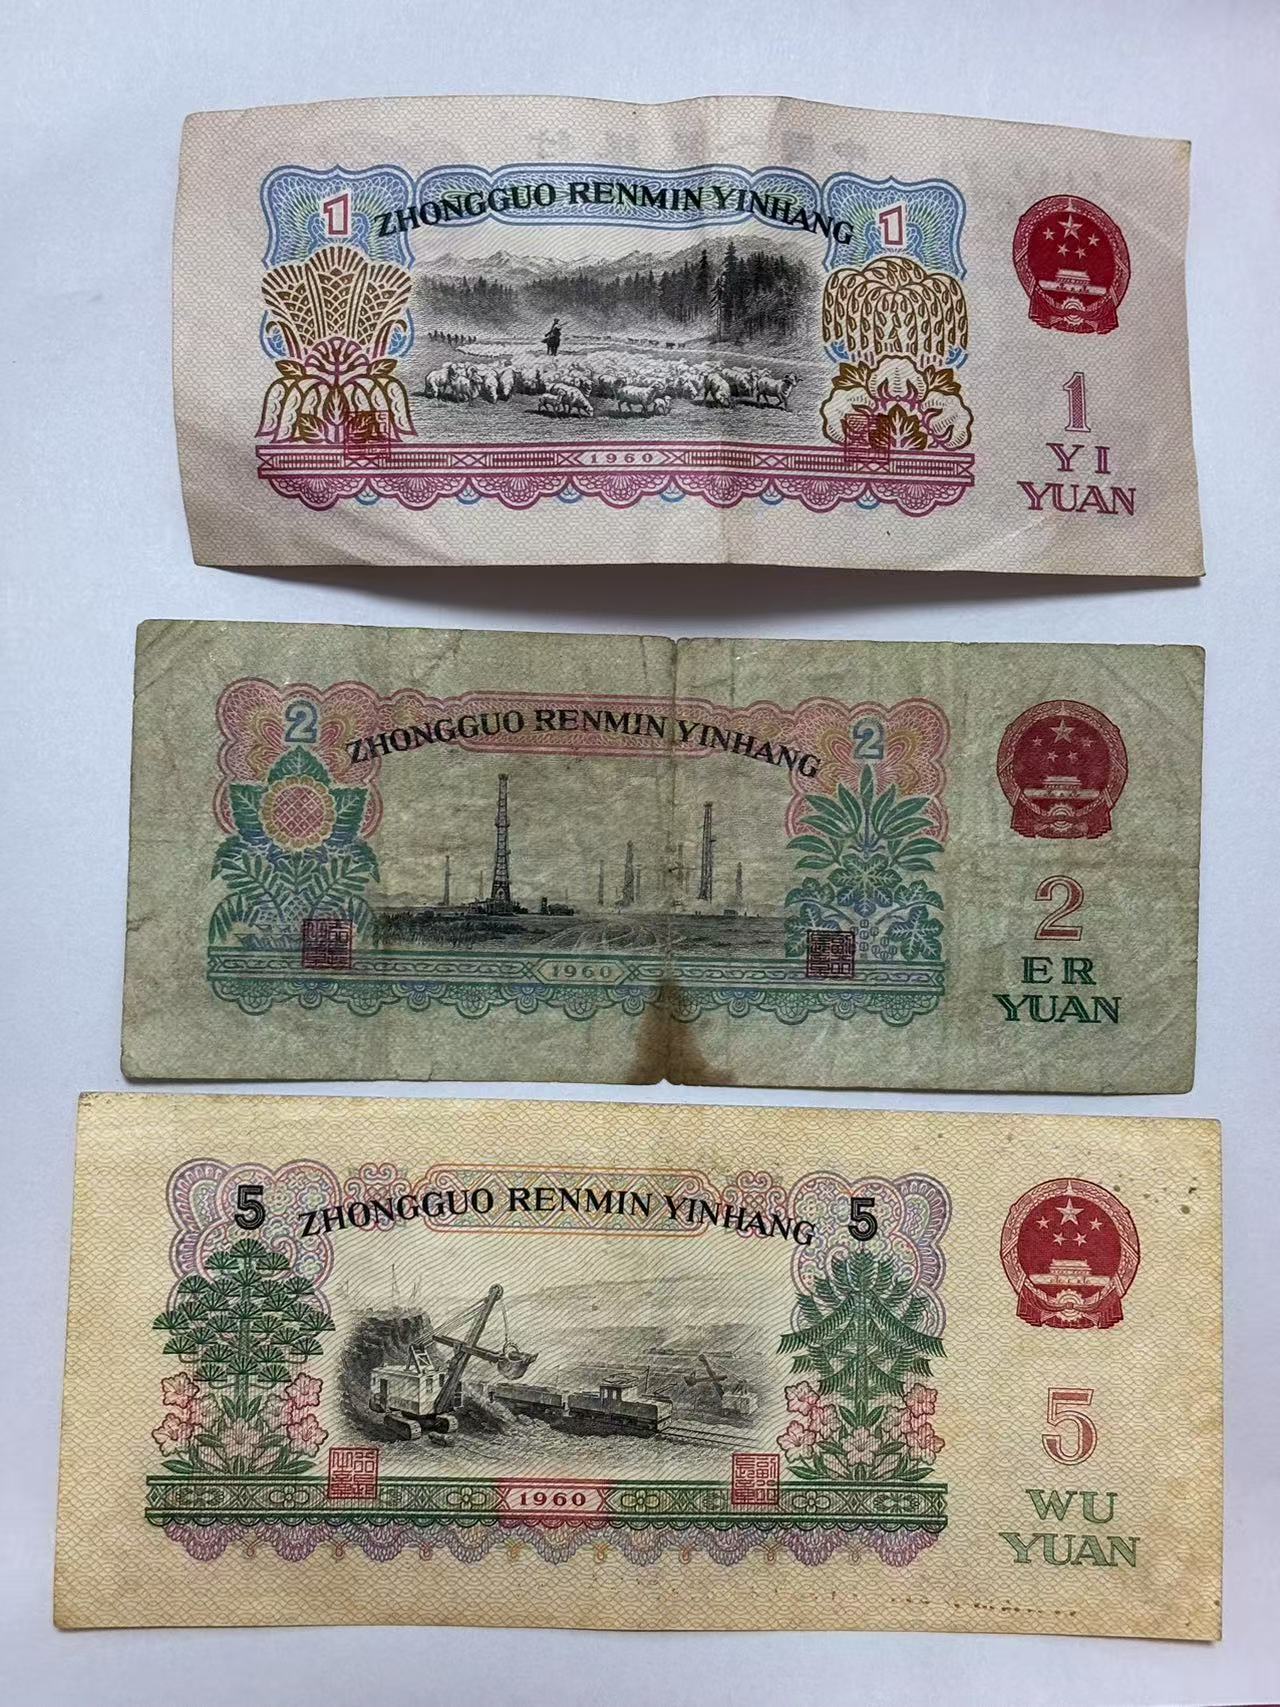 1 ZHONGGUO RENMIN YINHANG 1
1960
1
YI
YUAN
2 ZHONGGUO RENMIN YINHANG 2
1960
2
ER
YUAN
5 ZHONGGUO RENMIN YINHANG 5
1960
5
WU
YUAN